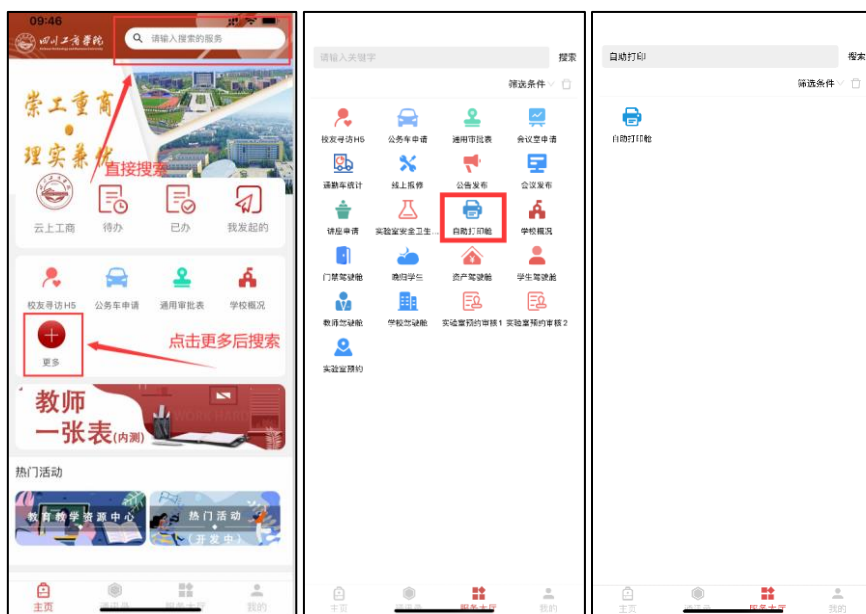 09:46
四川工商学院
请输入搜索的服务
崇工重商
理实兼优
直接搜索
云上工商
待办
已办
我发起的
校友寻访H5
公务车申请
通用审批表
学校概况
点击更多后搜索
更多
教师
一张表(内测)
热门活动
教育教学资源中心
热门活动
(开发中)
主页
服务大厅
我的
请输入关键字
搜索
筛选条件
校友寻访H5
公务车申请
通用审批表
会议室申请
通勤车统计
线上报修
公告发布
会议发布
讲座申请
实验室安全卫生...
自助打印舱
学校概况
门禁驾驶舱
晚归学生
资产驾驶舱
学生驾驶舱
教师驾驶舱
学校驾驶舱
实验室预约审核1
实验室预约审核2
实验室预约
主页
服务大厅
我的
自助打印
搜索
筛选条件
自助打印舱
主页
服务大厅
我的